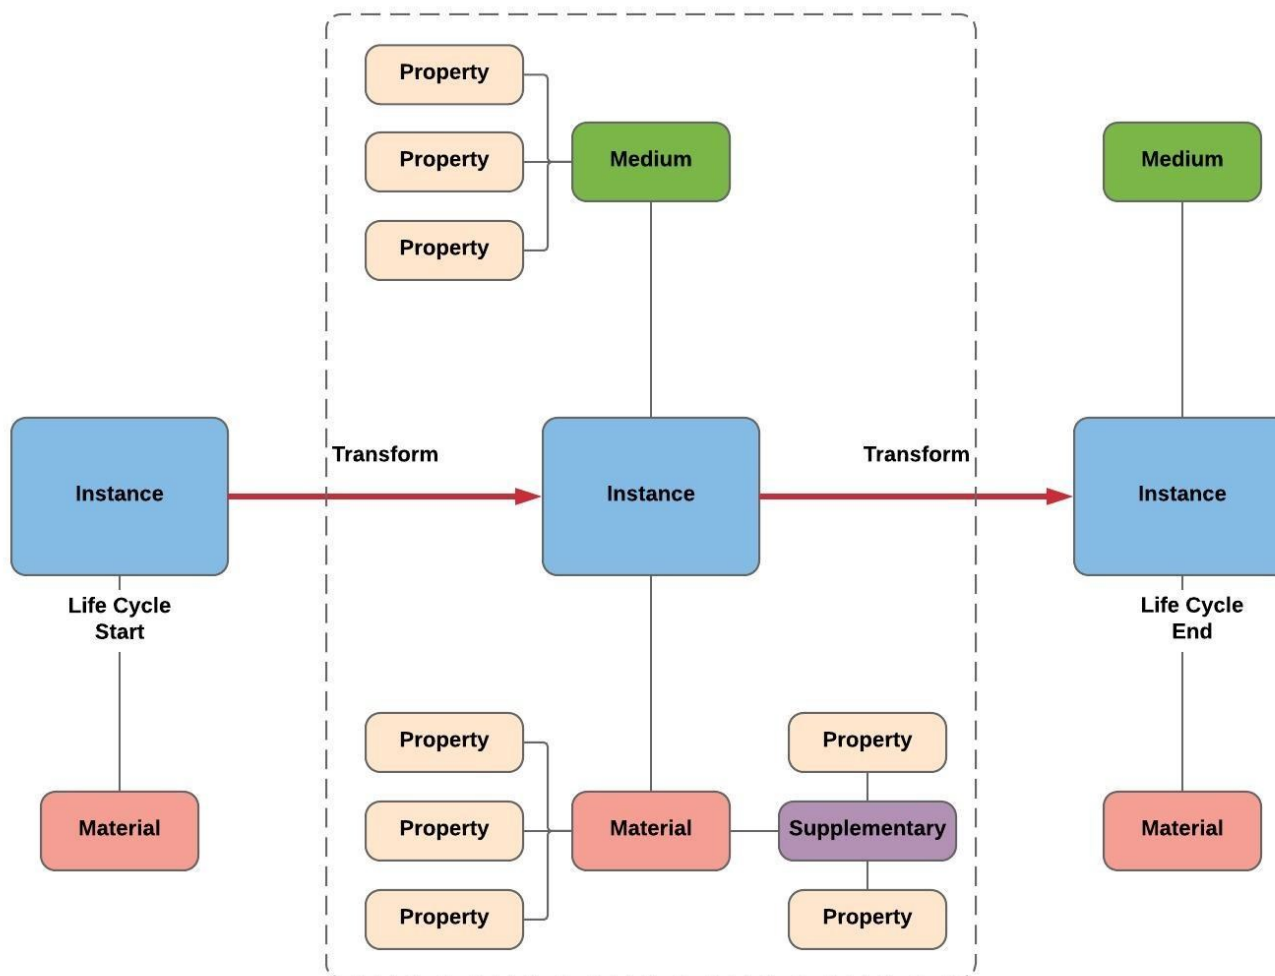 Property
Property
Medium
Medium
Property
Transform
Transform
Instance
Instance
Instance
Life Cycle
Start
Life Cycle
End
Property
Property
Material
Property
Material
Supplementary
Material
Property
Property